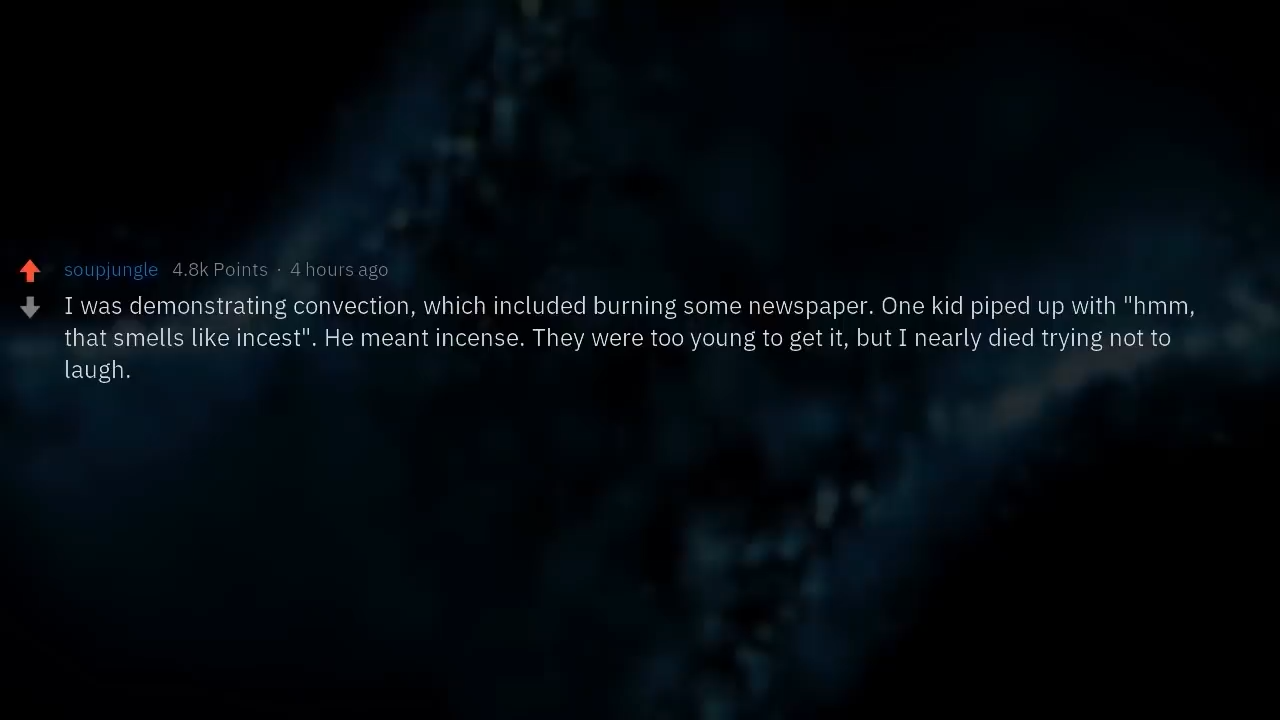 soupjungle 4.8k Points · 4 hours ago
I was demonstrating convection, which included burning some newspaper. One kid piped up with "hmm,
that smells like incest". He meant incense. They were too young to get it, but I nearly died trying not to
laugh.